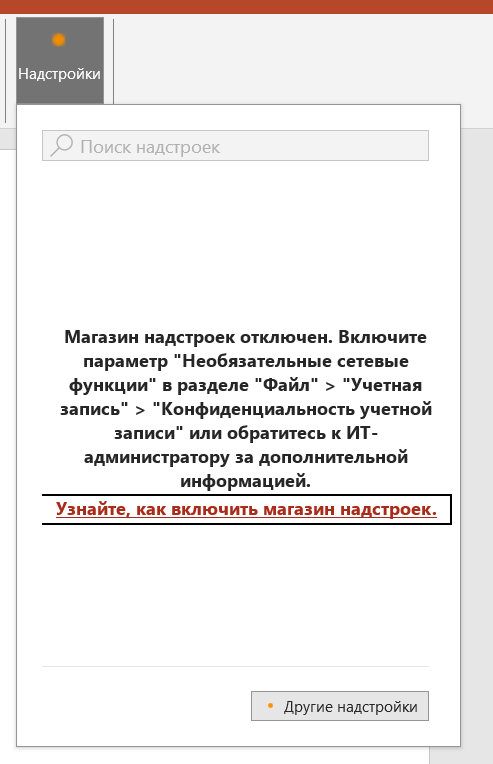 Надстройки
Поиск надстроек
Магазин надстроек отключен. Включите
параметр "Необязательные сетевые
функции" в разделе "Файл" > "Учетная
запись" > "Конфиденциальность учетной
записи" или обратитесь к ИТ-
администратору за дополнительной
информацией.
Узнайте, как включить магазин надстроек.
Другие надстройки